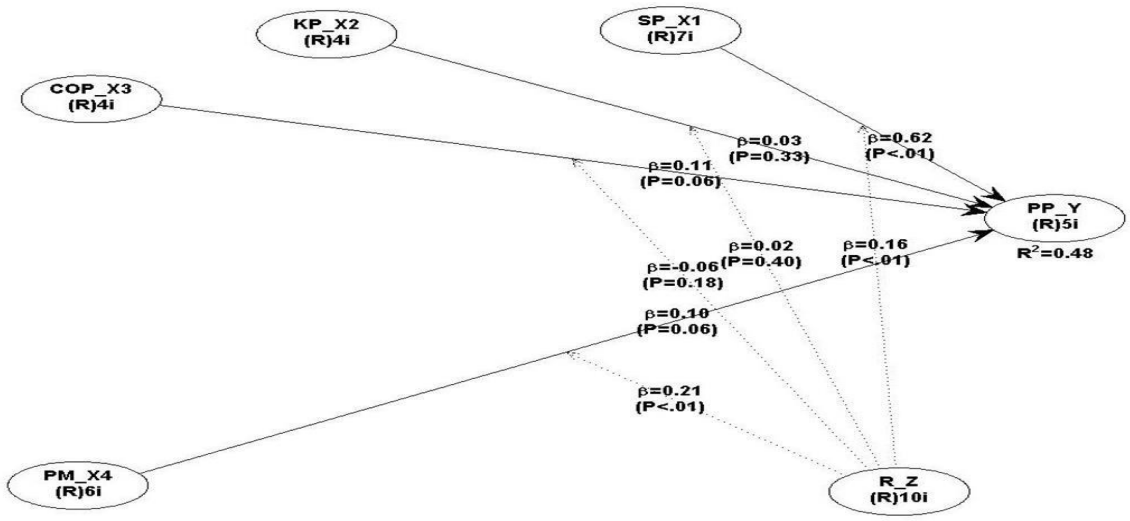 KP_X2
(R)4i
SP_X1
(R)7i
COP_X3
(R)4i
β=0.03
(P=0.33)
β=0.62
(P<.01)
β=0.11
(P=0.06)
PP_Y
(R)5i
R²=0.48
β=0.02
(P=0.40)
β=0.16
(P<.01)
β=-0.06
(P=0.18)
β=0.10
(P=0.06)
β=0.21
(P<.01)
PM_X4
(R)6i
R_Z
(R)10i